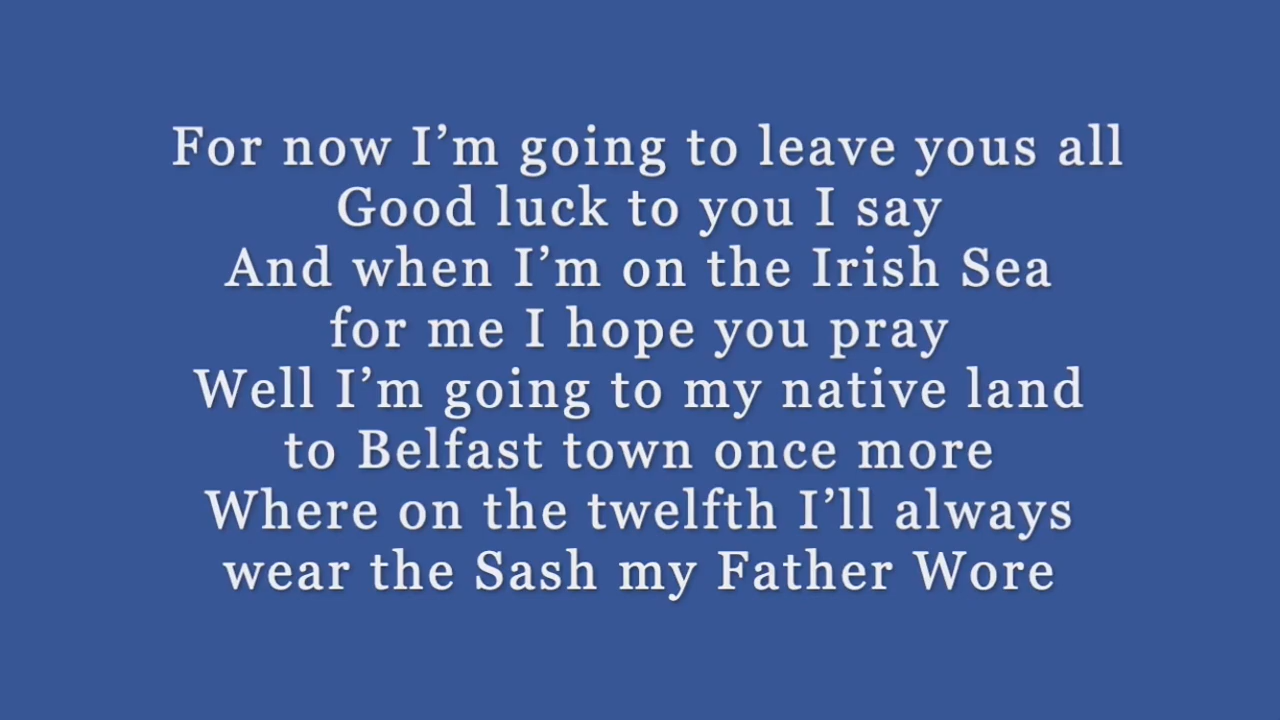 For now I’m going to leave yous all
Good luck to you I say
And when I’m on the Irish Sea
for me I hope you pray
Well I’m going to my native land
to Belfast town once more
Where on the twelfth I’ll always
wear the Sash my Father Wore